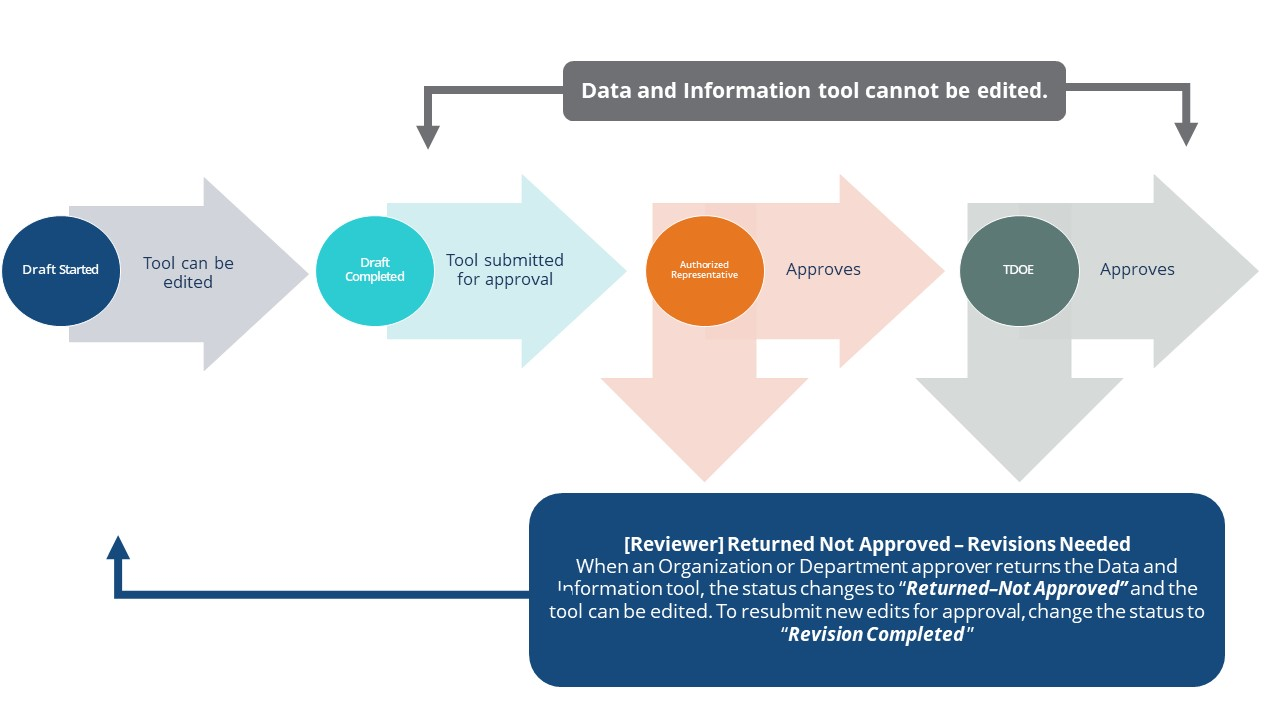 Data and Information tool cannot be edited.
Draft Started
Tool can be
edited
Draft
Completed
Tool submitted
for approval
Authorized
Representative
Approves
TDOE
Approves
[Reviewer] Returned Not Approved – Revisions Needed
When an Organization or Department approver returns the Data and
Information tool, the status changes to “Returned–Not Approved” and the
tool can be edited. To resubmit new edits for approval, change the status to
“Revision Completed”